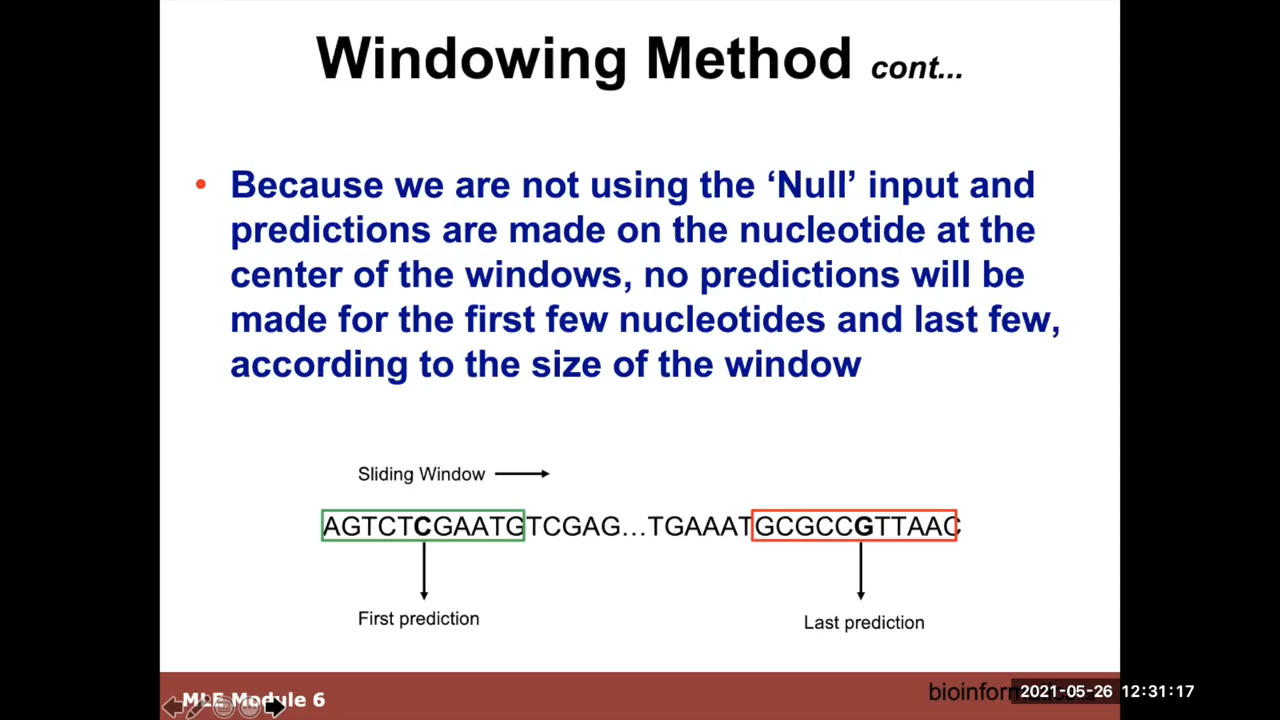 Windowing Method cont...
• Because we are not using the ‘Null’ input and
predictions are made on the nucleotide at the
center of the windows, no predictions will be
made for the first few nucleotides and last few,
according to the size of the window
Sliding Window
AGTCTCGAATGTCGAG...TGAAATGCGCCGTTAAC
First prediction
Last prediction
MLE Module 6
2021-05-26 12:31:17